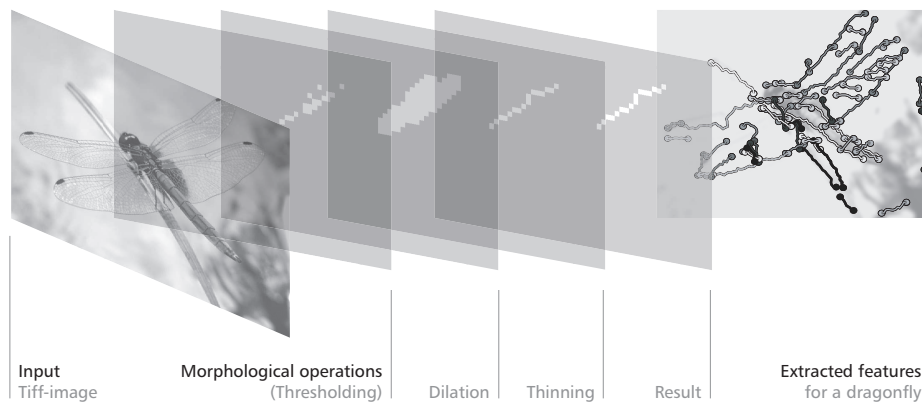 Input
Tiff-image
Morphological operations
(Thresholding)
Dilation
Thinning
Result
Extracted features
for a dragonfly